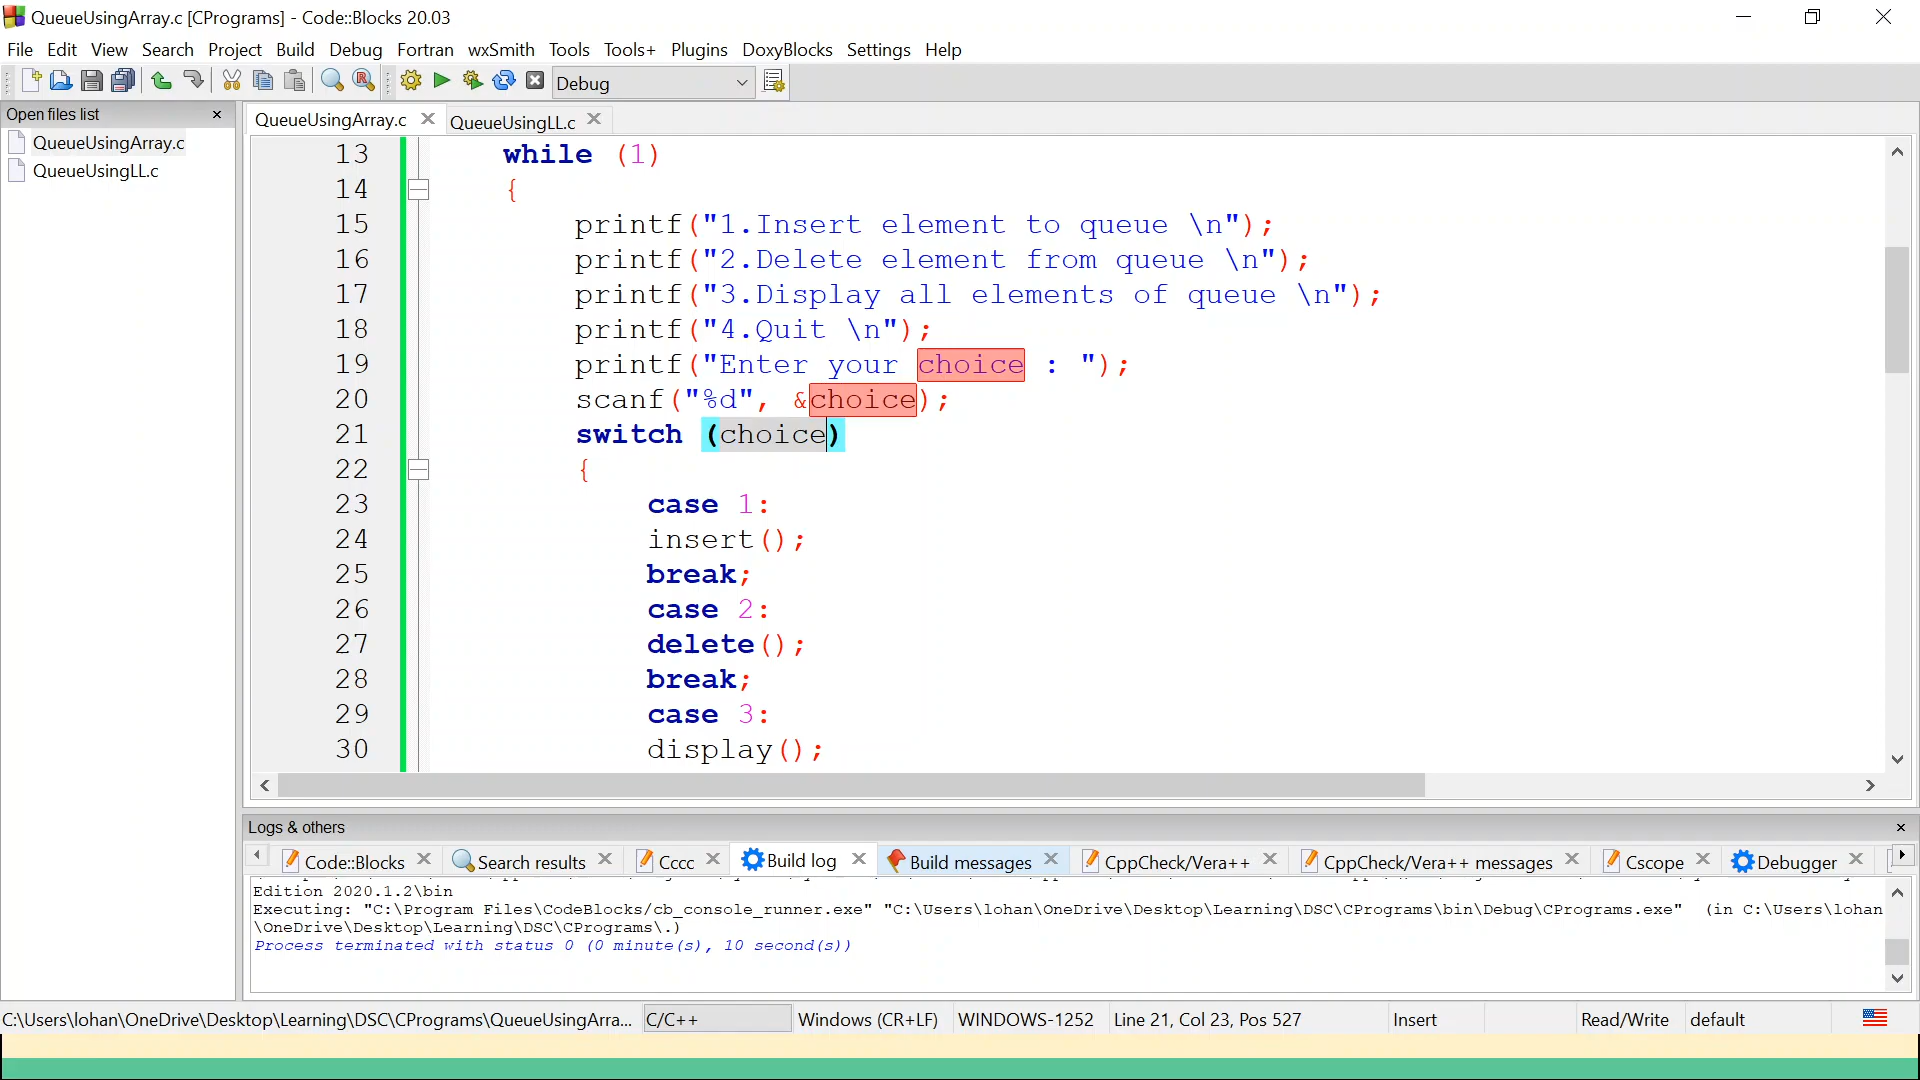 QueueUsingArray.c [CPrograms] - Code::Blocks 20.03
File Edit View Search Project Build Debug Fortran wxSmith Tools Tools+ Plugins DoxyBlocks Settings Help
Debug
Open files list
QueueUsingArray.c
QueueUsingLL.c
QueueUsingArray.c QueueUsingLL.c
13 while (1)
14 {
15 printf("1.Insert element to queue \n");
16 printf("2.Delete element from queue \n");
17 printf("3.Display all elements of queue \n");
18 printf("4.Quit \n");
19 printf("Enter your choice : ");
20 scanf("%d", &choice);
21 switch (choice)
22 {
23 case 1:
24 insert();
25 break;
26 case 2:
27 delete();
28 break;
29 case 3:
30 display();
Logs & others
Code::Blocks Search results Cccc Build log Build messages CppCheck/Vera++ CppCheck/Vera++ messages Cscope Debugger
Edition 2020.1.2\bin
Executing: "C:\Program Files\CodeBlocks/cb_console_runner.exe" "C:\Users\lohan\OneDrive\Desktop\Learning\DSC\CPrograms\bin\Debug\CPrograms.exe"  (in C:\Users\lohan
\OneDrive\Desktop\Learning\DSC\CPrograms\.)
Process terminated with status 0 (0 minute(s), 10 second(s))
C:\Users\lohan\OneDrive\Desktop\Learning\DSC\CPrograms\QueueUsingArra... C/C++ Windows (CR+LF) WINDOWS-1252 Line 21, Col 23, Pos 527 Insert Read/Write default